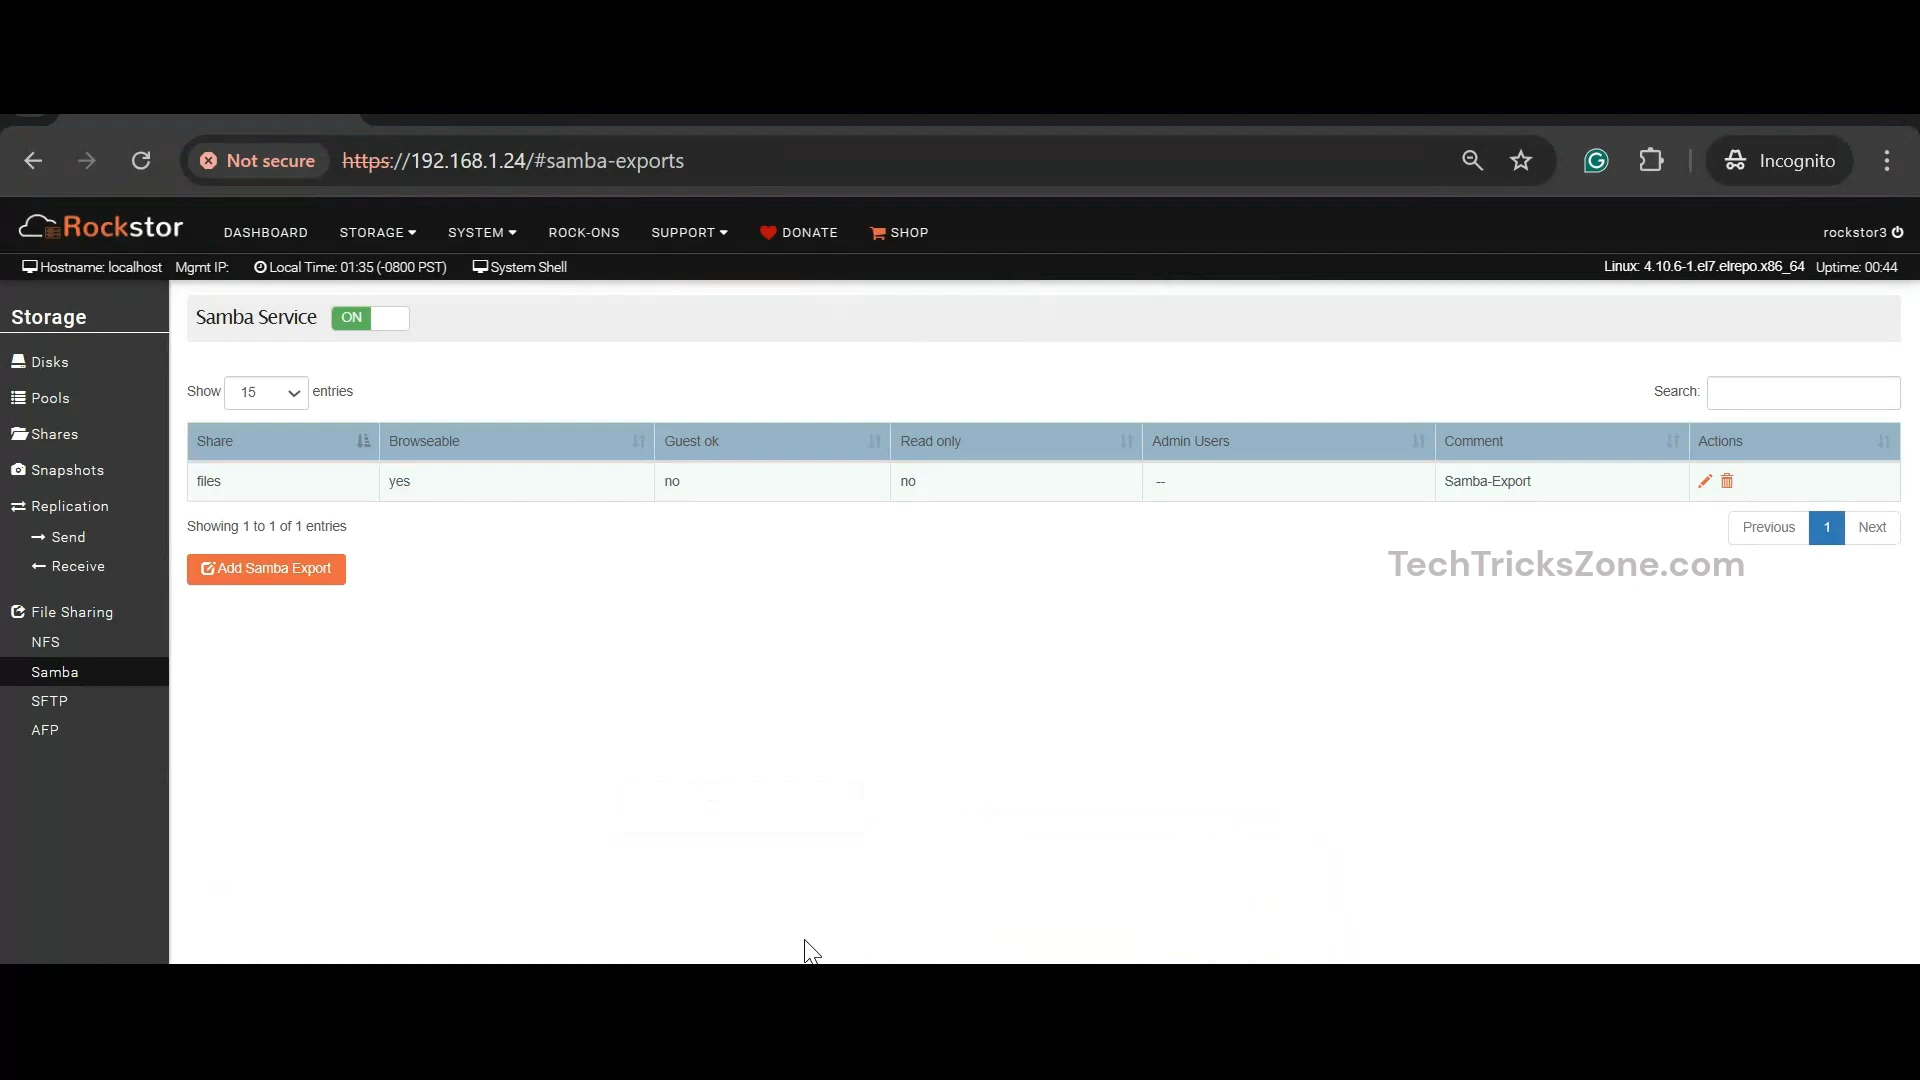 Not secure https://192.168.1.24/#samba-exports Incognito
Rockstor DASHBOARD STORAGE SYSTEM ROCK-ONS SUPPORT DONATE SHOP rockstor3
Hostname: localhost Mgmt IP: Local Time: 01:35 (-0800 PST) System Shell Linux: 4.10.6-1.el7.elrepo.x86_64 Uptime: 00:44
Storage
Disks
Pools
Shares
Snapshots
Replication
Send
Receive
File Sharing
NFS
Samba
SFTP
AFP
Samba Service ON
Show 15 entries Search:
Share Browseable Guest ok Read only Admin Users Comment Actions
files yes no no -- Samba-Export
Showing 1 to 1 of 1 entries Previous 1 Next
Add Samba Export
TechTricksZone.com